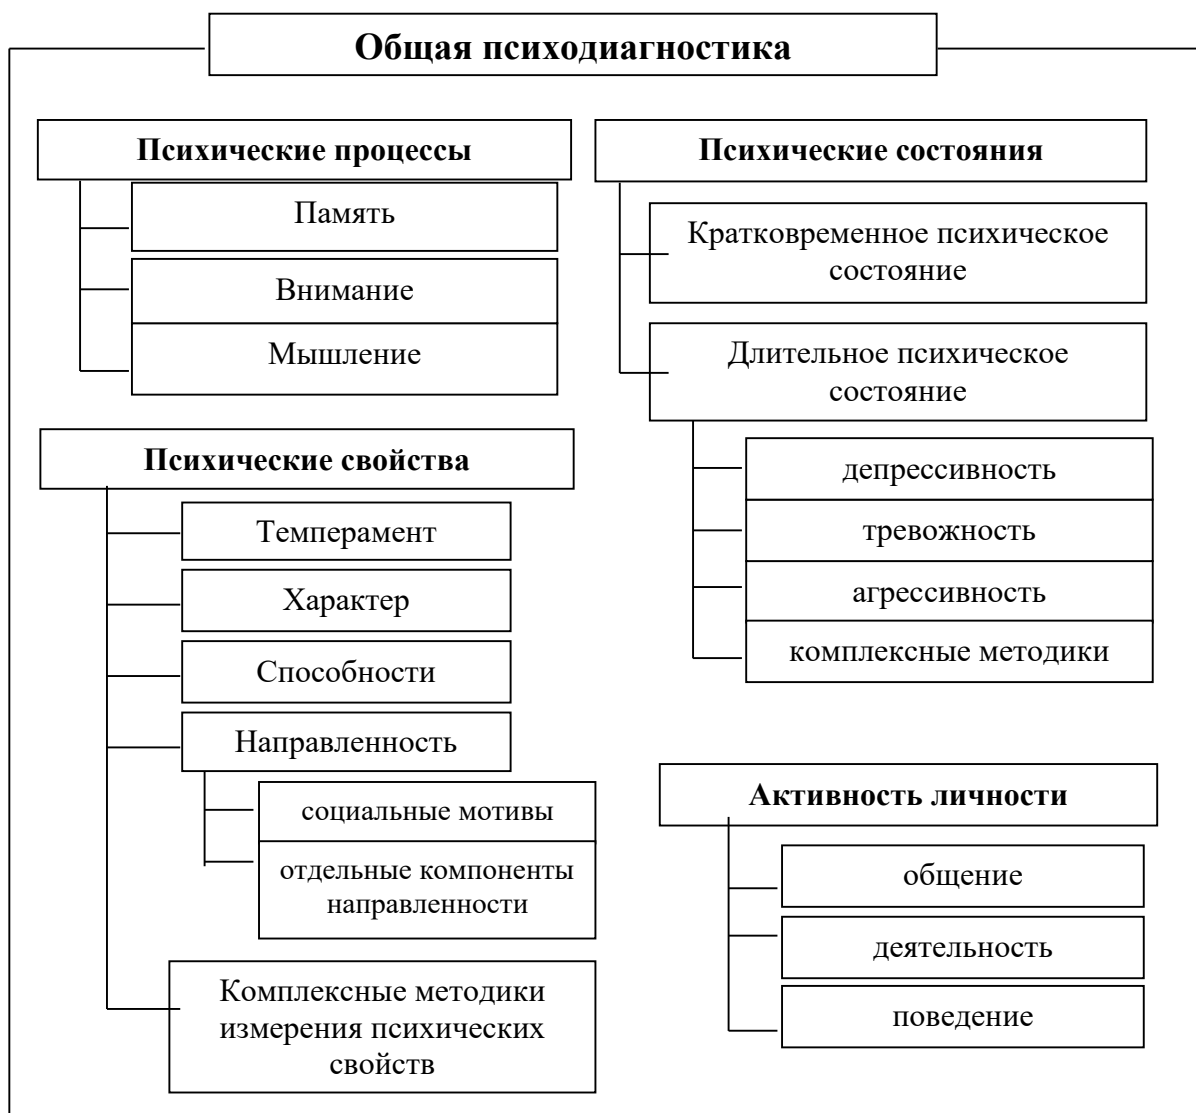 Общая психодиагностика
Психические процессы
Память
Внимание
Мышление
Психические свойства
Темперамент
Характер
Способности
Направленность
социальные мотивы
отдельные компоненты
направленности
Комплексные методики
измерения психических
свойств
Психические состояния
Кратковременное психическое
состояние
Длительное психическое
состояние
депрессивность
тревожность
агрессивность
комплексные методики
Активность личности
общение
деятельность
поведение